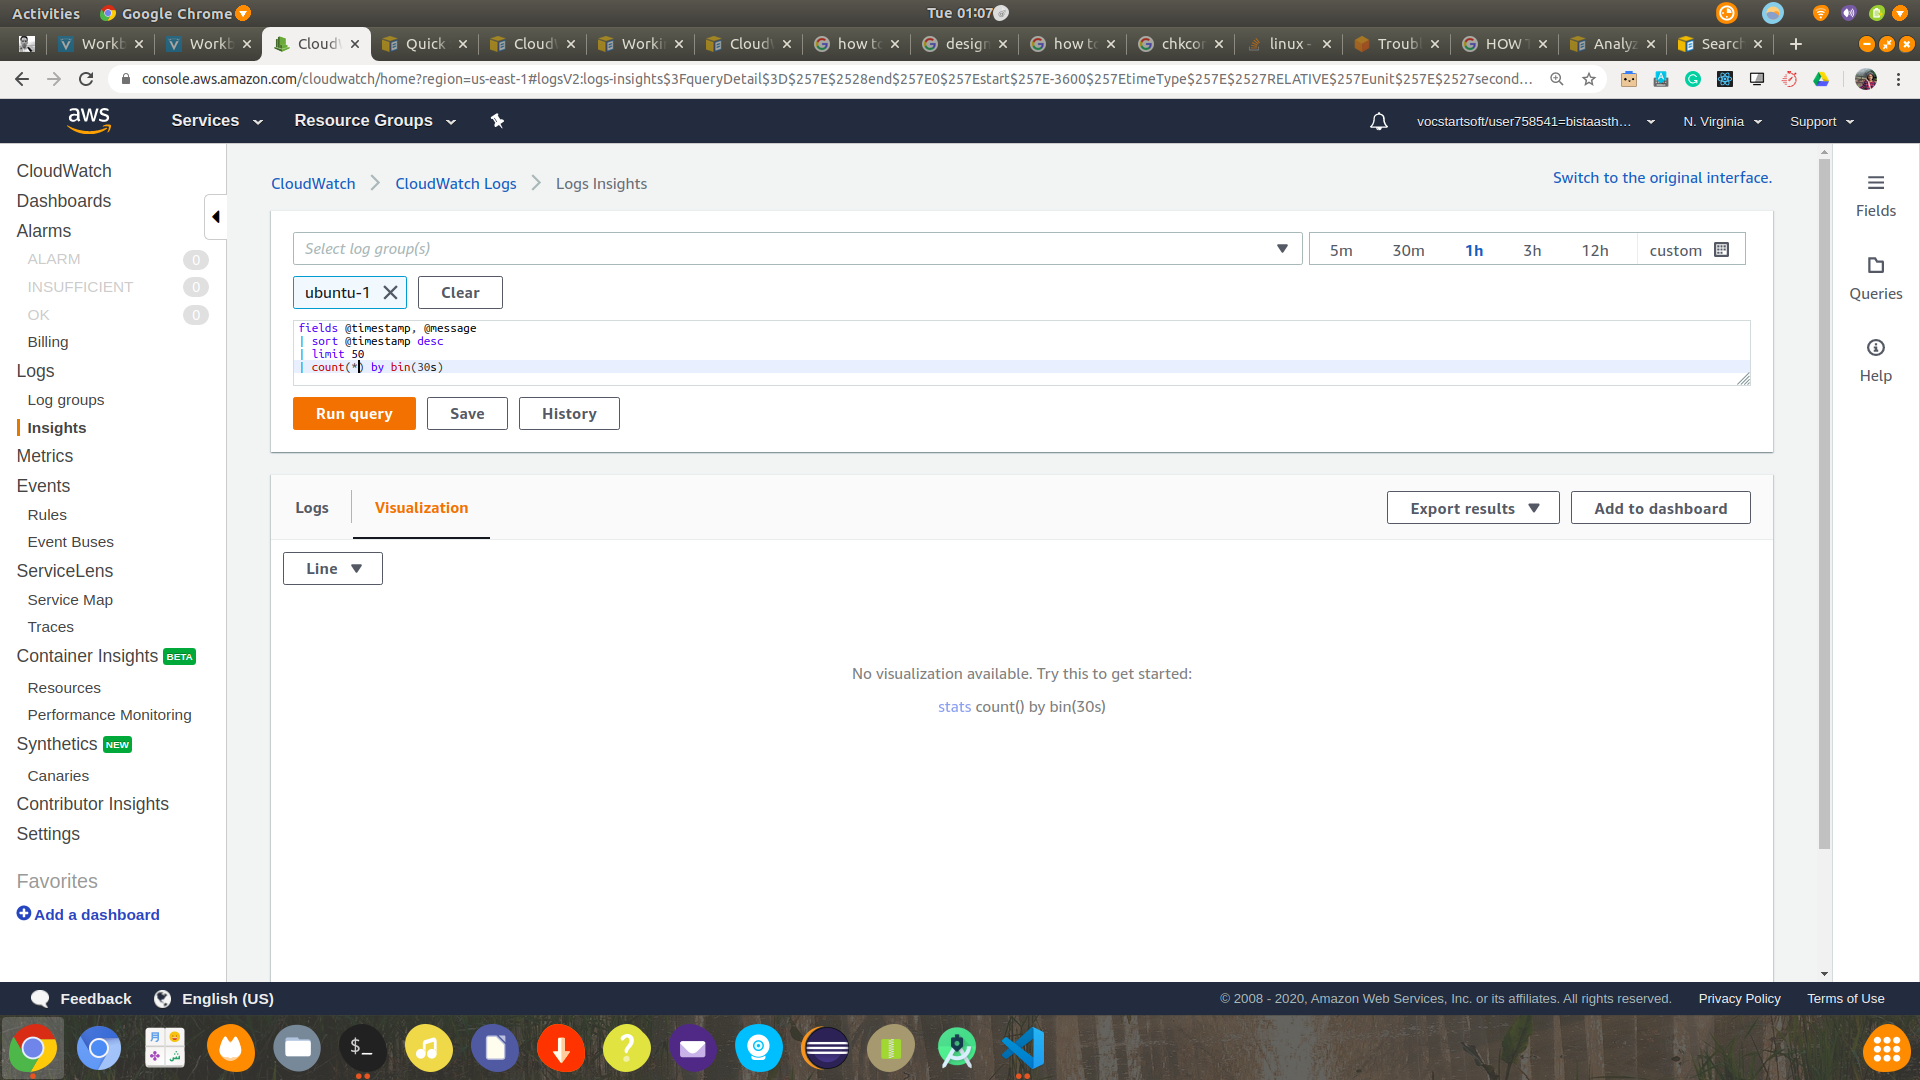 Activities
Google Chrome
Tue 01:07
Workb
Workb
CloudW
Quick
CloudW
Workin
CloudW
how to
design
how to
chkcon
linux -
Troubl
HOW T
Analyz
Search
console.aws.amazon.com/cloudwatch/home?region=us-east-1#logsV2:logs-insights$3FqueryDetail$3D$257E$2528end$257E0$257Estart$257E-3600$257EtimeType$257E$2527RELATIVE$257Eunit$257E$2527second...
aws
Services
Resource Groups
vocstartsoft/user758541=bistaasth...
N. Virginia
Support
CloudWatch
Dashboards
Alarms
ALARM 0
INSUFFICIENT 0
OK 0
Billing
Logs
Log groups
Insights
Metrics
Events
Rules
Event Buses
ServiceLens
Service Map
Traces
Container Insights BETA
Resources
Performance Monitoring
Synthetics NEW
Canaries
Contributor Insights
Settings
Favorites
Add a dashboard
CloudWatch
CloudWatch Logs
Logs Insights
Switch to the original interface.
Select log group(s)
5m
30m
1h
3h
12h
custom
ubuntu-1
Clear
fields @timestamp, @message
| sort @timestamp desc
| limit 50
| count(*) by bin(30s)
Run query
Save
History
Logs
Visualization
Export results
Add to dashboard
Line
No visualization available. Try this to get started:
stats count() by bin(30s)
Fields
Queries
Help
Feedback
English (US)
© 2008 - 2020, Amazon Web Services, Inc. or its affiliates. All rights reserved.
Privacy Policy
Terms of Use